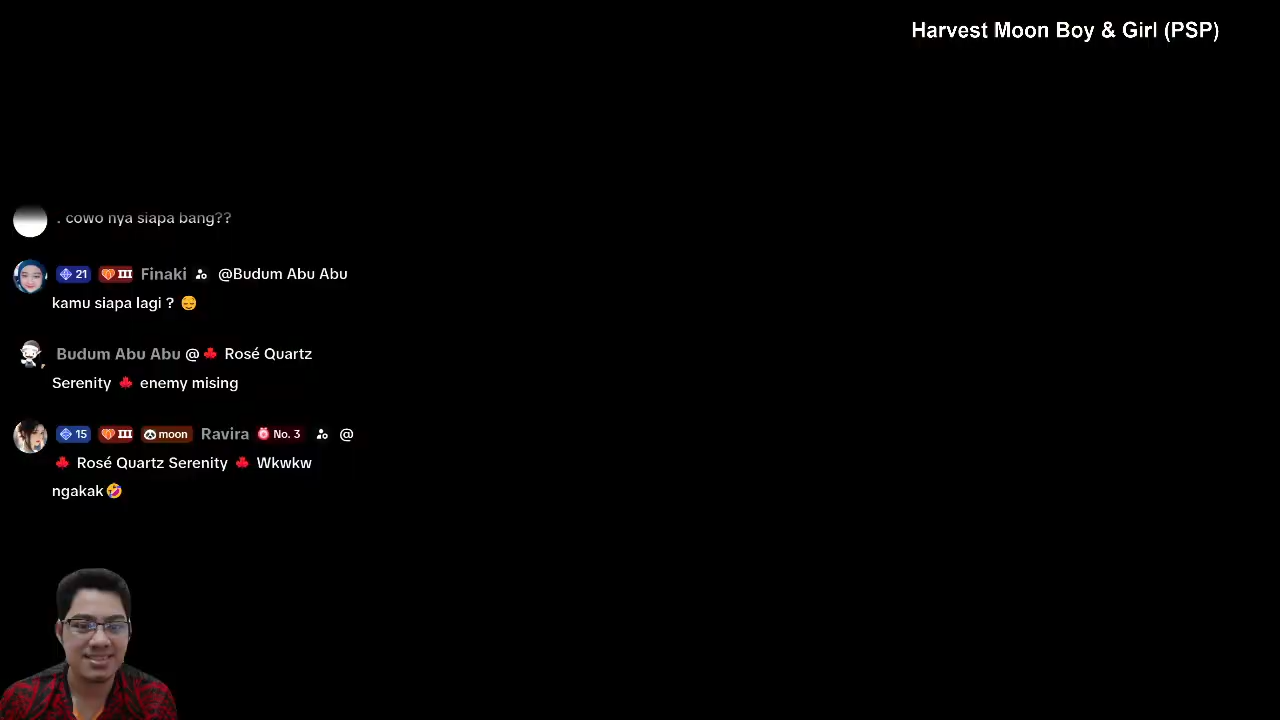 Harvest Moon Boy & Girl (PSP)
. cowo nya siapa bang??
21 III Finaki @Budum Abu Abu
kamu siapa lagi ? 😌
Budum Abu Abu @♣ Rosé Quartz
Serenity ♣ enemy mising
15 III moon Ravira No. 3 @
♣ Rosé Quartz Serenity ♣ Wkwkw
ngakak🤣